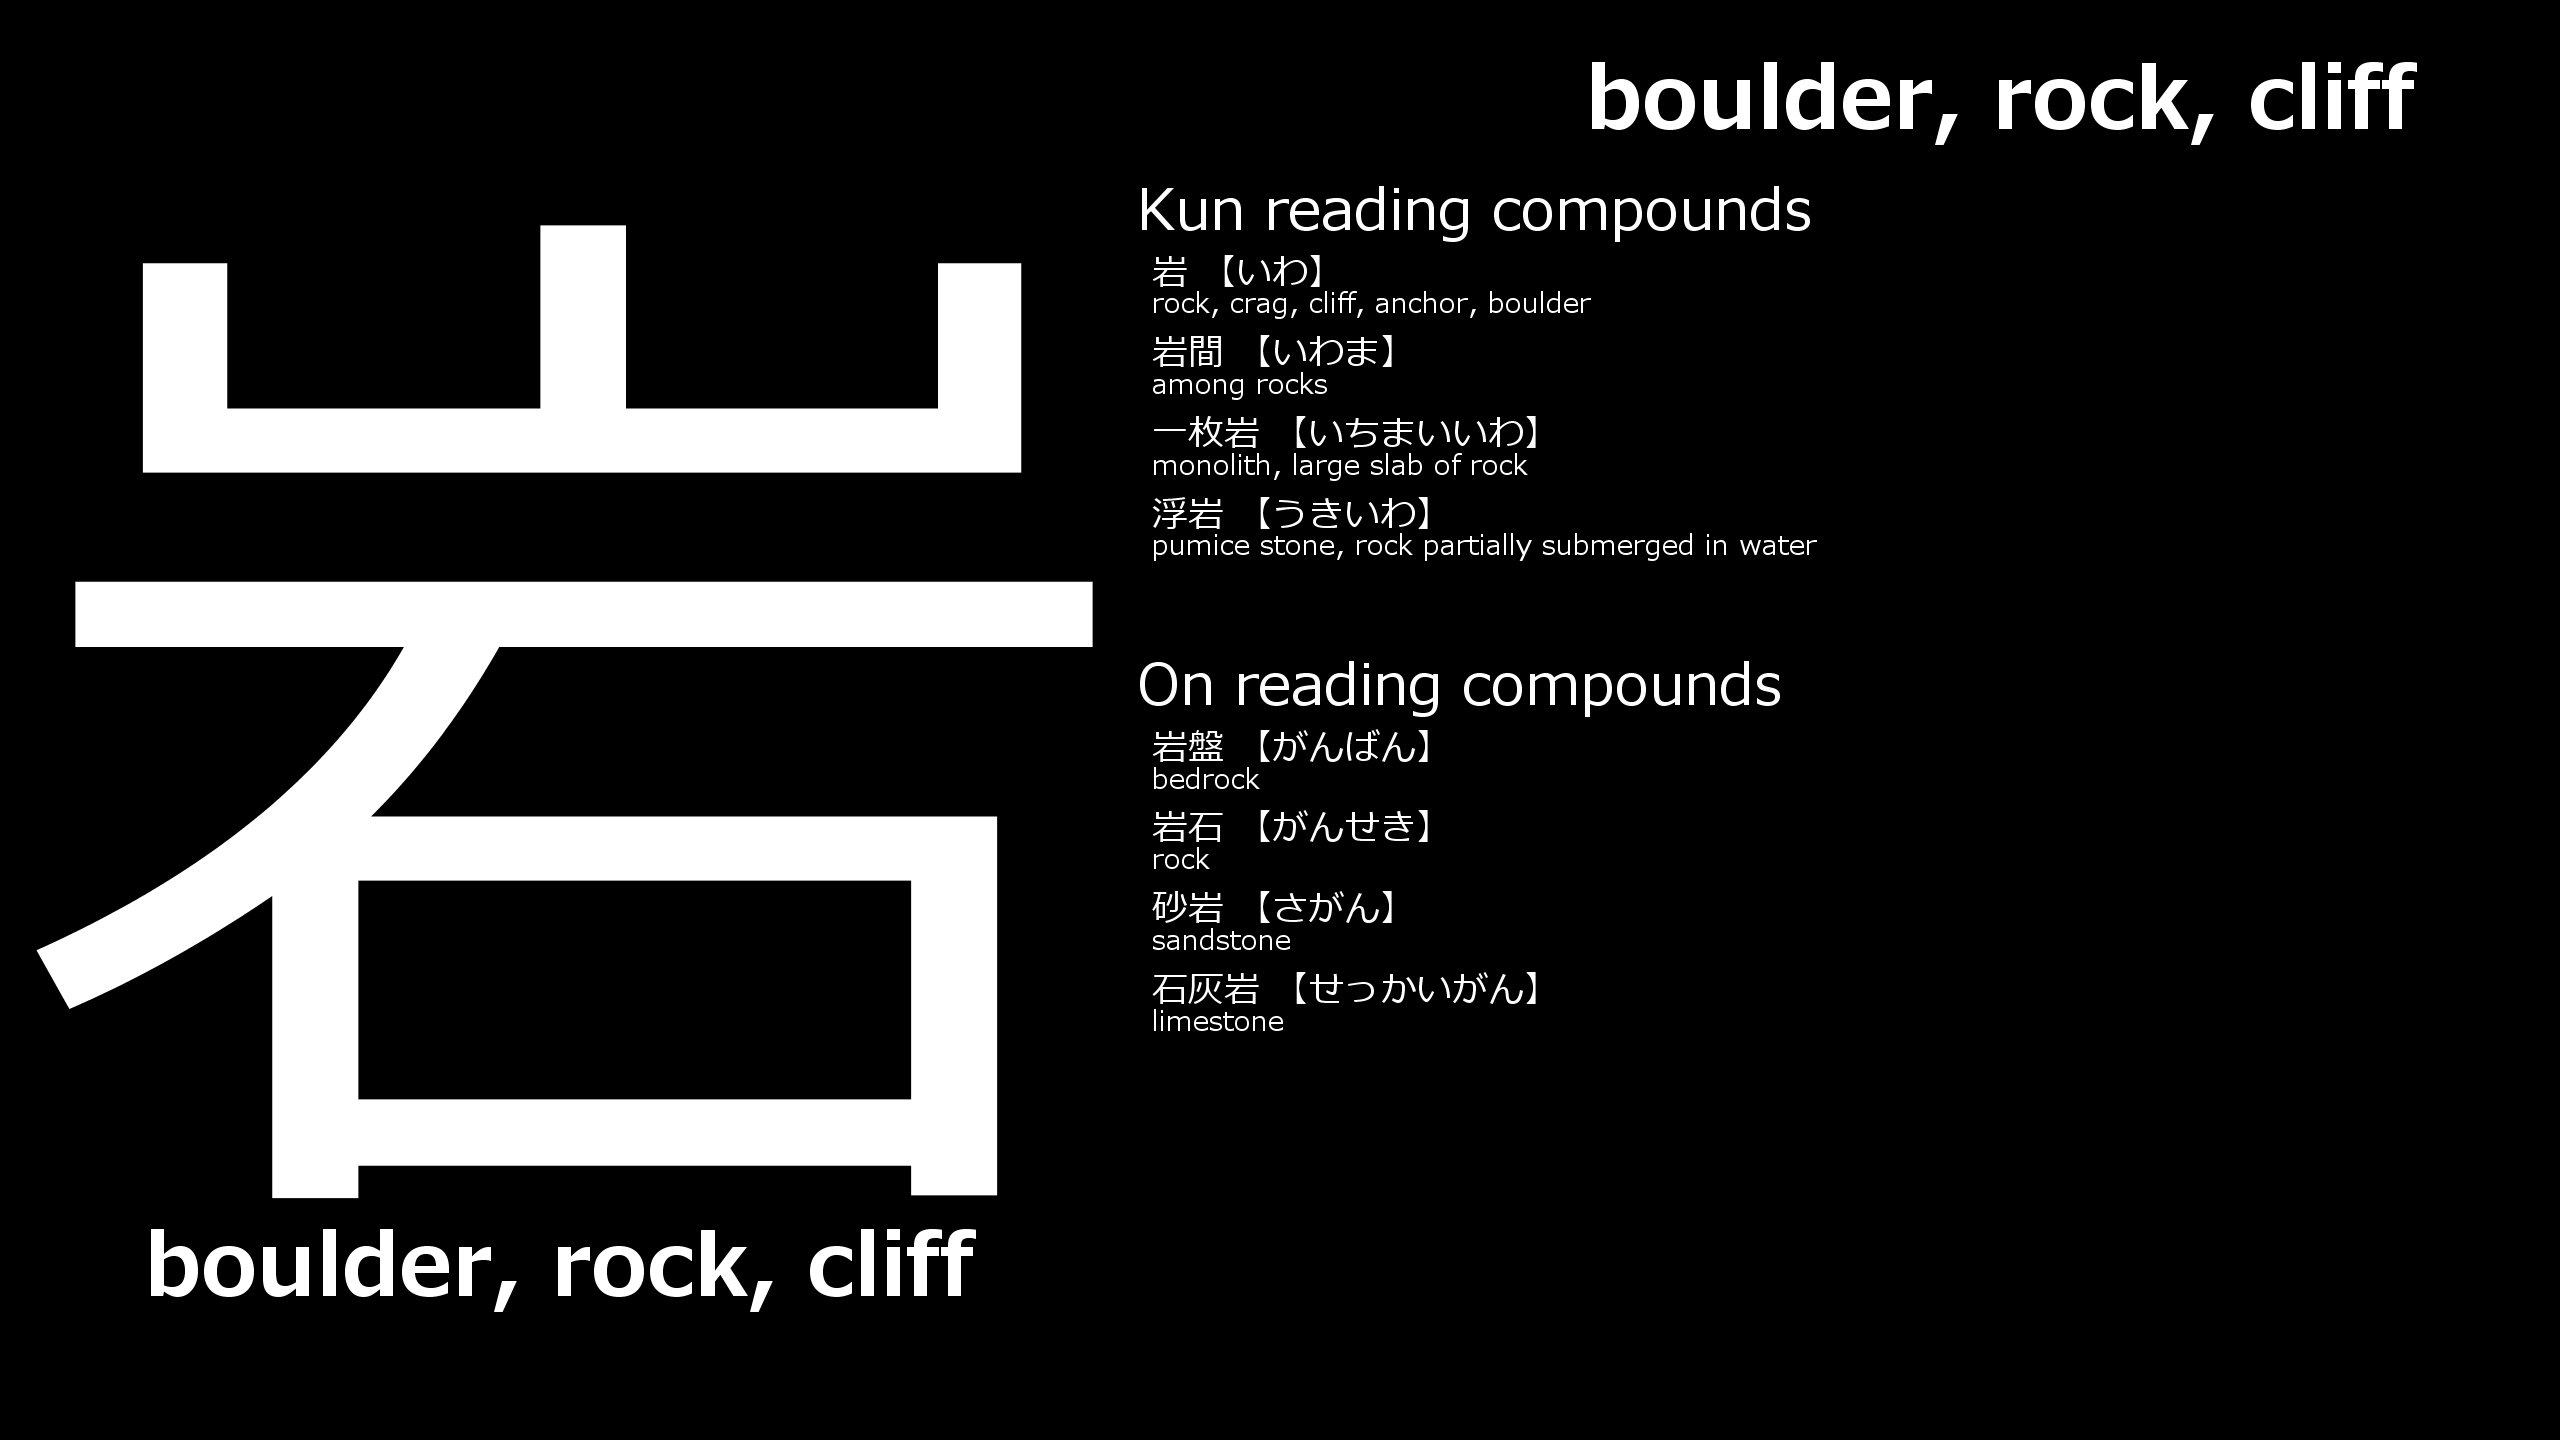 岩
boulder, rock, cliff
boulder, rock, cliff
Kun reading compounds
岩 【いわ】
rock, crag, cliff, anchor, boulder
岩間 【いわま】
among rocks
一枚岩 【いちまいいわ】
monolith, large slab of rock
浮岩 【うきいわ】
pumice stone, rock partially submerged in water
On reading compounds
岩盤 【がんばん】
bedrock
岩石 【がんせき】
rock
砂岩 【さがん】
sandstone
石灰岩 【せっかいがん】
limestone